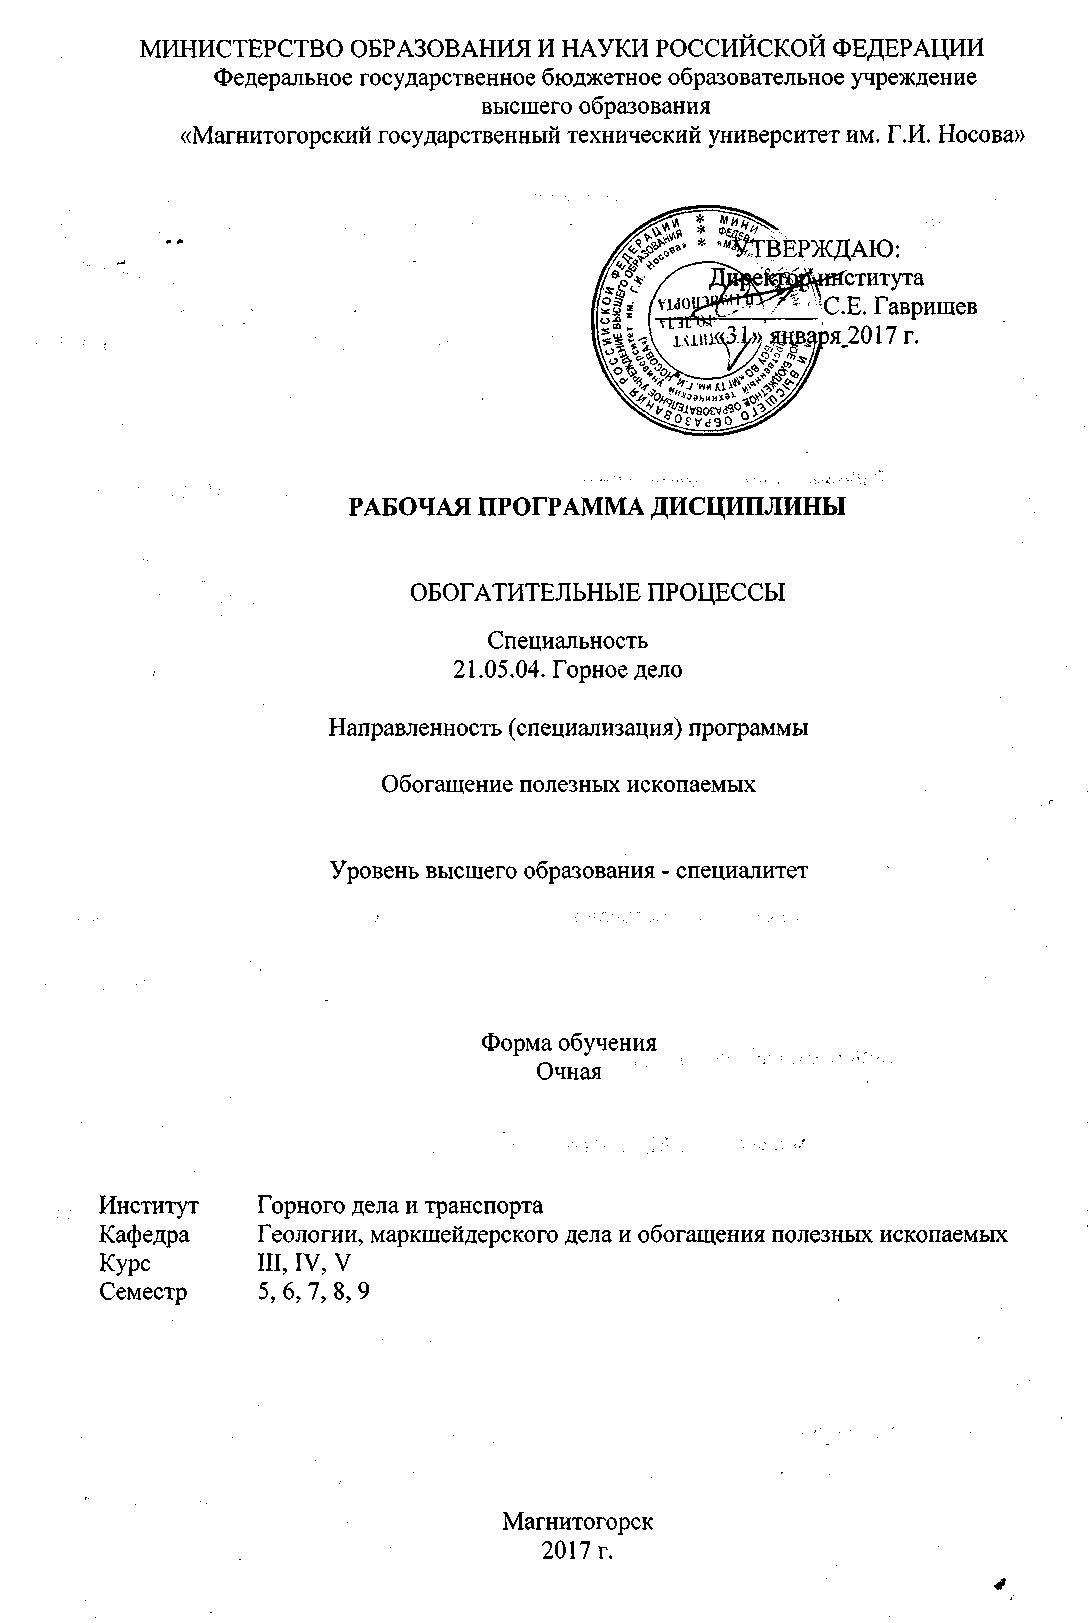 МИНИСТЕРСТВО ОБРАЗОВАНИЯ И НАУКИ РОССИЙСКОЙ ФЕДЕРАЦИИ
Федеральное государственное бюджетное образовательное учреждение
высшего образования
«Магнитогорский государственный технический университет им. Г.И. Носова»
УТВЕРЖДАЮ:
Директор института
С.Е. Гавришев
«31» января 2017 г.
РАБОЧАЯ ПРОГРАММА ДИСЦИПЛИНЫ
ОБОГАТИТЕЛЬНЫЕ ПРОЦЕССЫ
Специальность
21.05.04. Горное дело
Направленность (специализация) программы
Обогащение полезных ископаемых
Уровень высшего образования - специалитет
Форма обучения
Очная
Институт Горного дела и транспорта
Кафедра Геологии, маркшейдерского дела и обогащения полезных ископаемых
Курс III, IV, V
Семестр 5, 6, 7, 8, 9
Магнитогорск
2017 г.